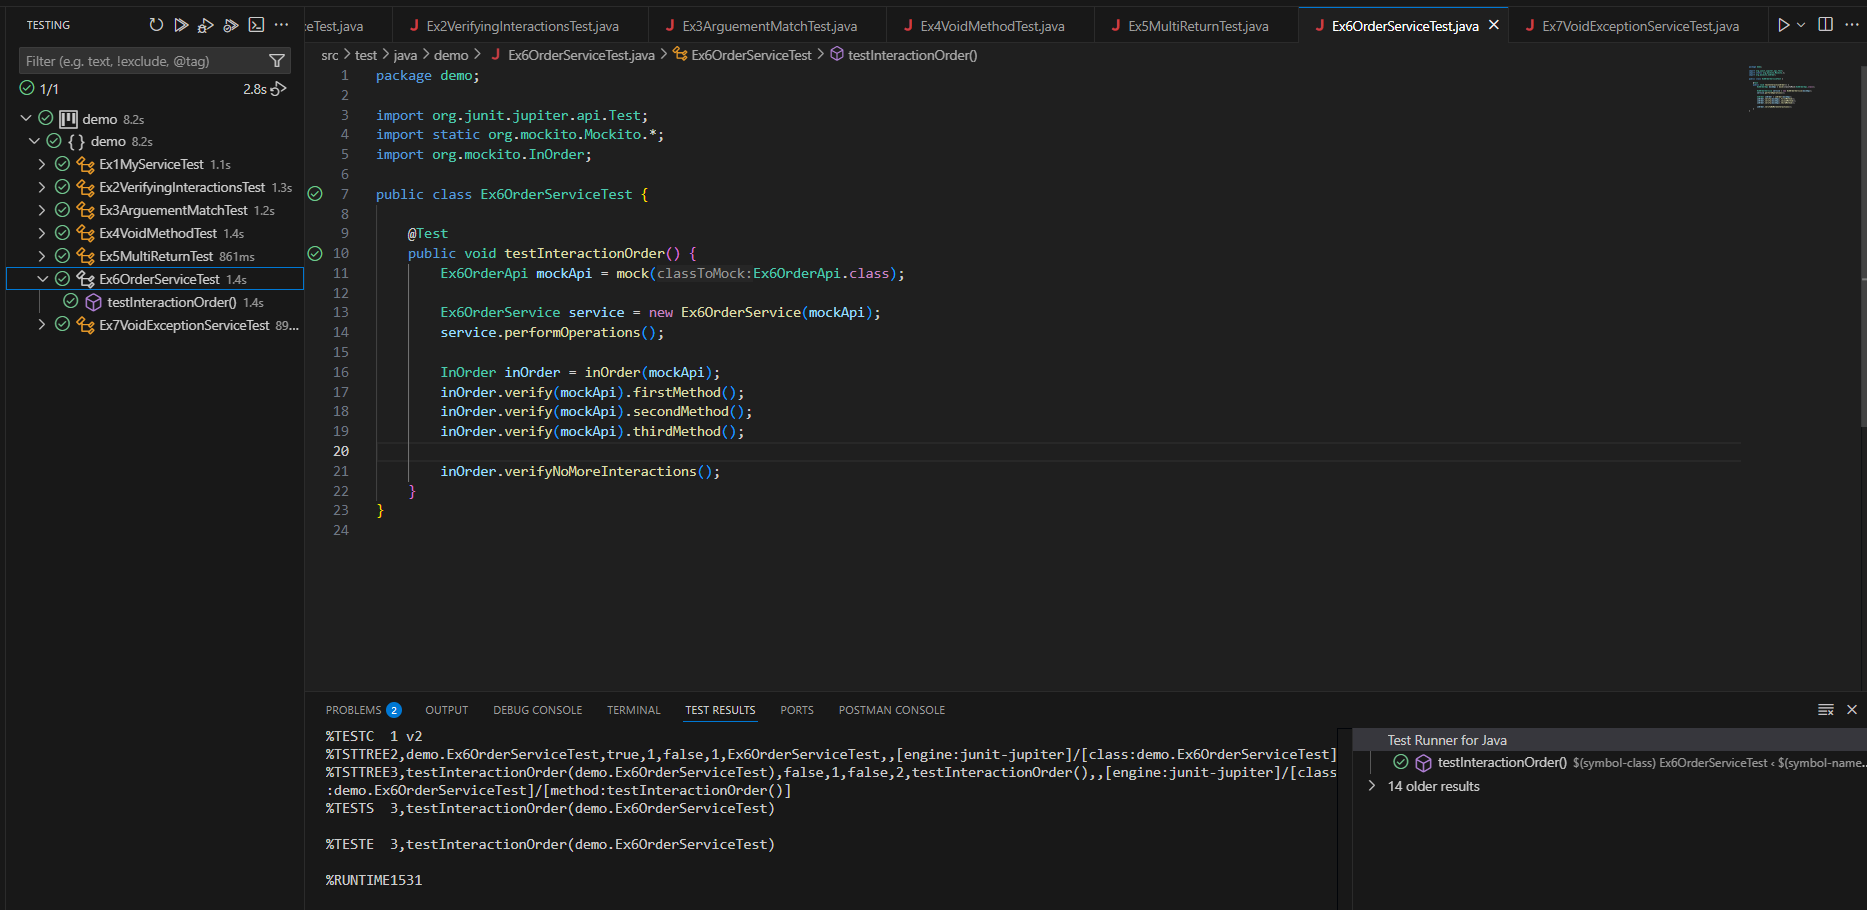 TESTING
Filter (e.g. text, !exclude, @tag)
1/1
2.8s
demo 8.2s
{} demo 8.2s
Ex1MyServiceTest 1.1s
Ex2VerifyingInteractionsTest 1.3s
Ex3ArguementMatchTest 1.2s
Ex4VoidMethodTest 1.4s
Ex5MultiReturnTest 861ms
Ex6OrderServiceTest 1.4s
testInteractionOrder() 1.4s
Ex7VoidExceptionServiceTest 89...
ceTest.java
J Ex2VerifyingInteractionsTest.java
J Ex3ArguementMatchTest.java
J Ex4VoidMethodTest.java
J Ex5MultiReturnTest.java
J Ex6OrderServiceTest.java
J Ex7VoidExceptionServiceTest.java
src > test > java > demo > J Ex6OrderServiceTest.java > Ex6OrderServiceTest > testInteractionOrder()
1 package demo;
2
3 import org.junit.jupiter.api.Test;
4 import static org.mockito.Mockito.*;
5 import org.mockito.InOrder;
6
7 public class Ex6OrderServiceTest {
8
9 @Test
10 public void testInteractionOrder() {
11 Ex6OrderApi mockApi = mock(classToMock:Ex6OrderApi.class);
12
13 Ex6OrderService service = new Ex6OrderService(mockApi);
14 service.performOperations();
15
16 InOrder inOrder = inOrder(mockApi);
17 inOrder.verify(mockApi).firstMethod();
18 inOrder.verify(mockApi).secondMethod();
19 inOrder.verify(mockApi).thirdMethod();
20
21 inOrder.verifyNoMoreInteractions();
22 }
23 }
24
PROBLEMS 2
OUTPUT
DEBUG CONSOLE
TERMINAL
TEST RESULTS
PORTS
POSTMAN CONSOLE
%TESTC 1 v2
%TSTTREE2,demo.Ex6OrderServiceTest,true,1,false,1,Ex6OrderServiceTest,,[engine:junit-jupiter]/[class:demo.Ex6OrderServiceTest]
%TSTTREE3,testInteractionOrder(demo.Ex6OrderServiceTest),false,1,false,2,testInteractionOrder(),,[engine:junit-jupiter]/[class
:demo.Ex6OrderServiceTest]/[method:testInteractionOrder()]
%TESTS 3,testInteractionOrder(demo.Ex6OrderServiceTest)
%TESTE 3,testInteractionOrder(demo.Ex6OrderServiceTest)
%RUNTIME1531
Test Runner for Java
testInteractionOrder() $(symbol-class) Ex6OrderServiceTest < $(symbol-name...
14 older results